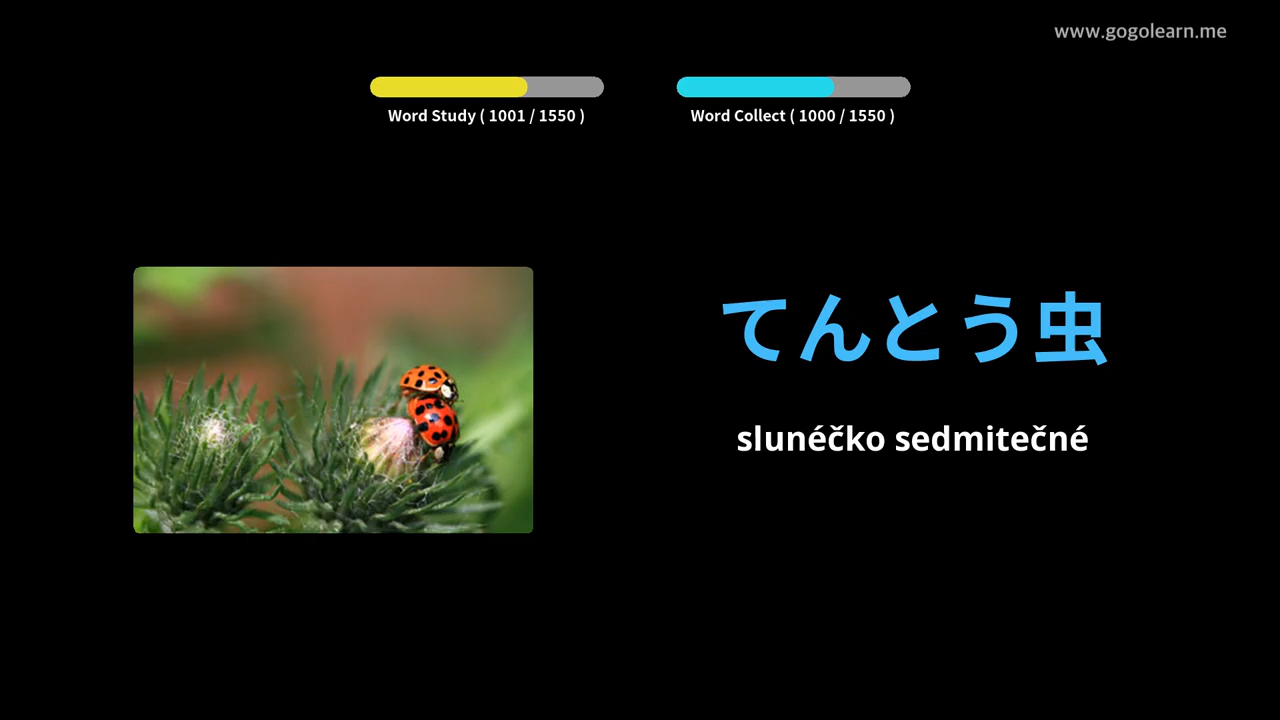 www.gogolearn.me
Word Study ( 1001 / 1550 )
Word Collect ( 1000 / 1550 )
てんとう虫
slunéčko sedmitečné